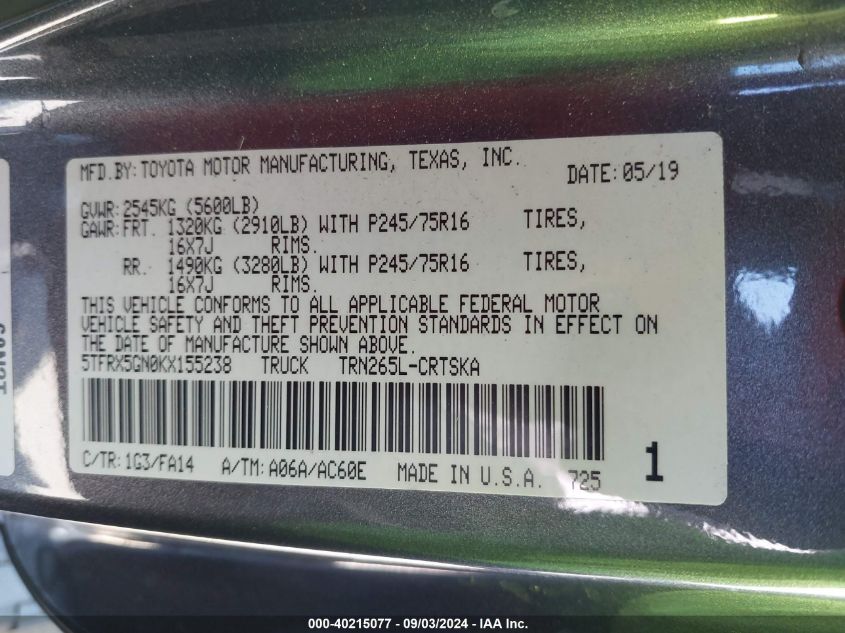 MFD.BY:TOYOTA MOTOR MANUFACTURING, TEXAS, INC. DATE:05/19
GVWR:2545KG (5600LB)
GAWR:FRT. 1320KG (2910LB) WITH P245/75R16 TIRES,
16X7J RIMS.
RR. 1490KG (3280LB) WITH P245/75R16 TIRES,
16X7J RIMS.
THIS VEHICLE CONFORMS TO ALL APPLICABLE FEDERAL MOTOR
VEHICLE SAFETY AND THEFT PREVENTION STANDARDS IN EFFECT ON
THE DATE OF MANUFACTURE SHOWN ABOVE.
5TFRX5GN0KX155238 TRUCK TRN265L-CRTSKA
C/TR:1G3/FA14 A/TM:A06A/AC60E MADE IN U.S.A. 725 1
000-40215077 - 09/03/2024 - IAA Inc.